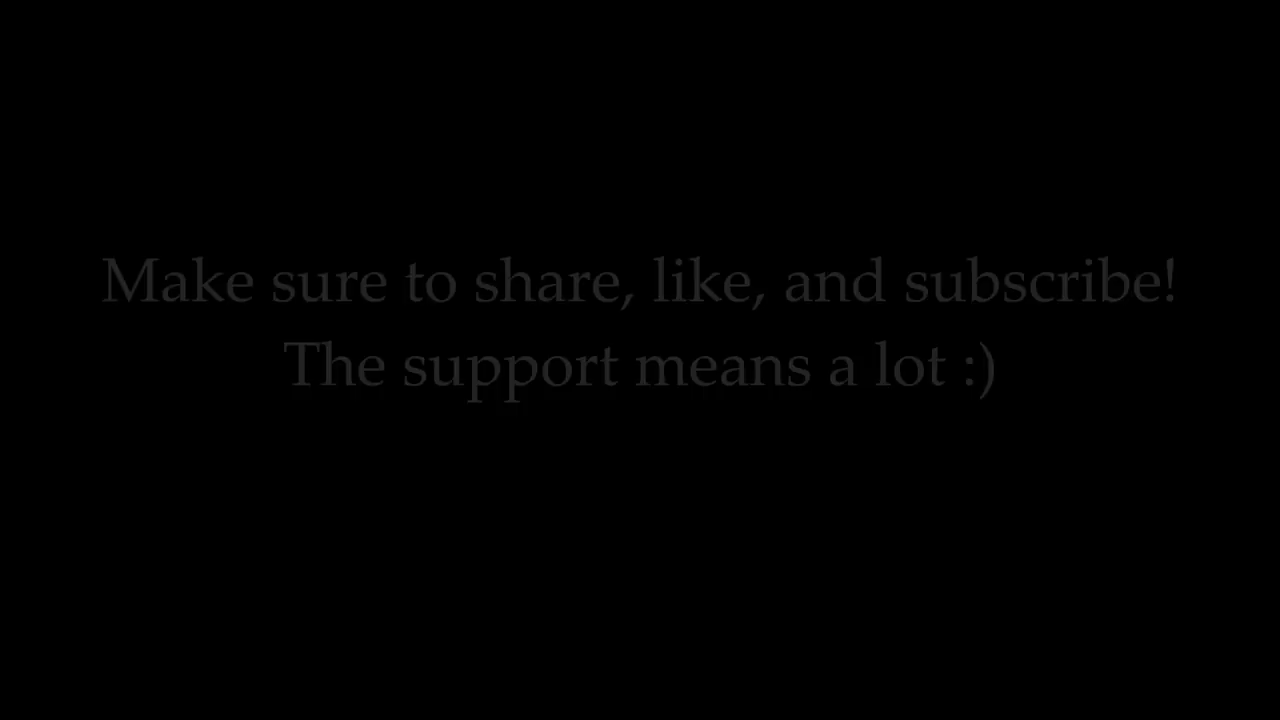 Make sure to share, like, and subscribe!
The support means a lot :)